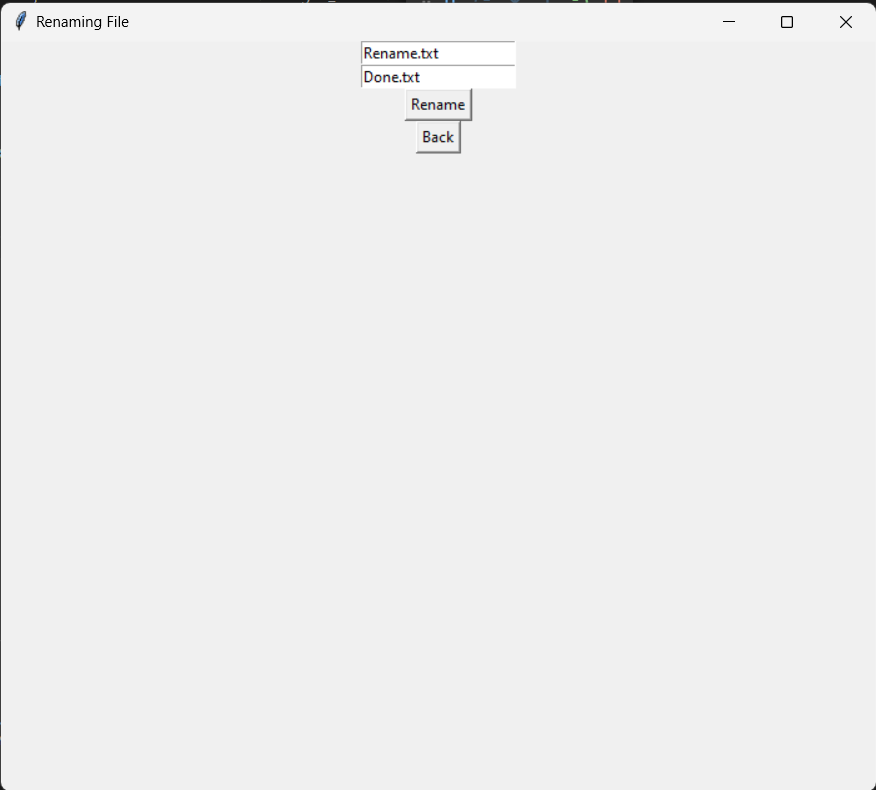 Renaming File
Rename.txt
Done.txt
Rename
Back